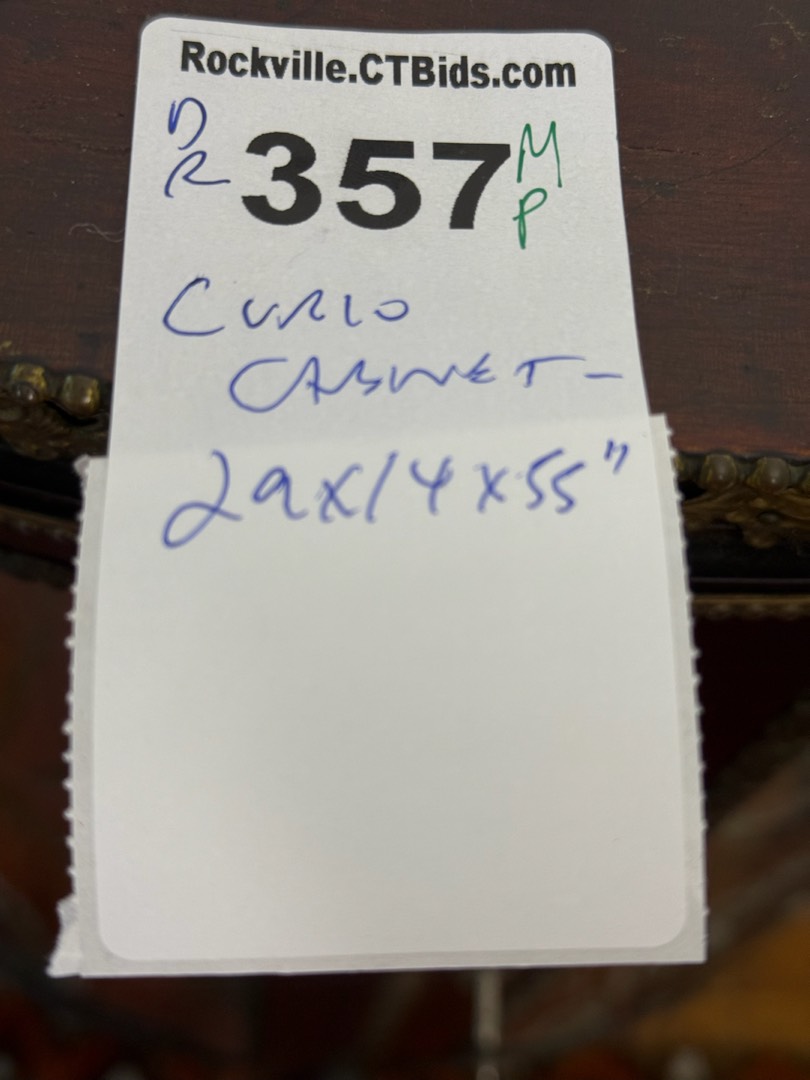 Rockville.CTBids.com
DR 357 MP
CURIO
CABINET-
29x14x55"